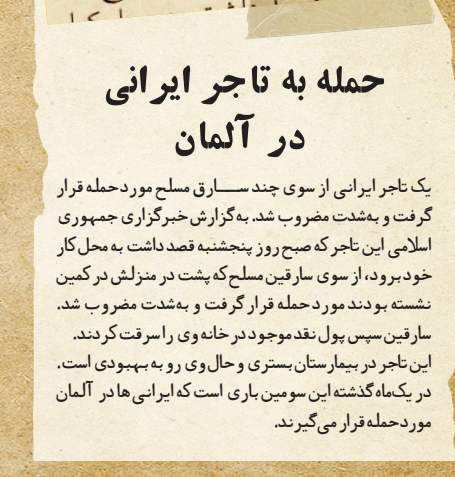 حمله به تاجر ایرانی
در آلمان
یک تاجر ایرانی از سوی چند ســـارق مسلح مورد حمله قرار
گرفت و به‌شدت مضروب شد. به‌گزارش خبرگزاری جمهوری
اسلامی این تاجر که صبح روز پنجشنبه قصد داشت به محل کار
خود برود، از سوی سارقین مسلح که پشت در منزلش در کمین
نشسته بودند مورد حمله قرار گرفت و به‌شدت مضروب شد.
سارقین سپس پول نقد موجود در خانه وی را سرقت کردند.
این تاجر در بیمارستان بستری و حال وی رو به بهبودی است.
در یک‌ماه گذشته این سومین باری است که ایرانی ها در آلمان
مورد حمله قرار می‌گیرند.